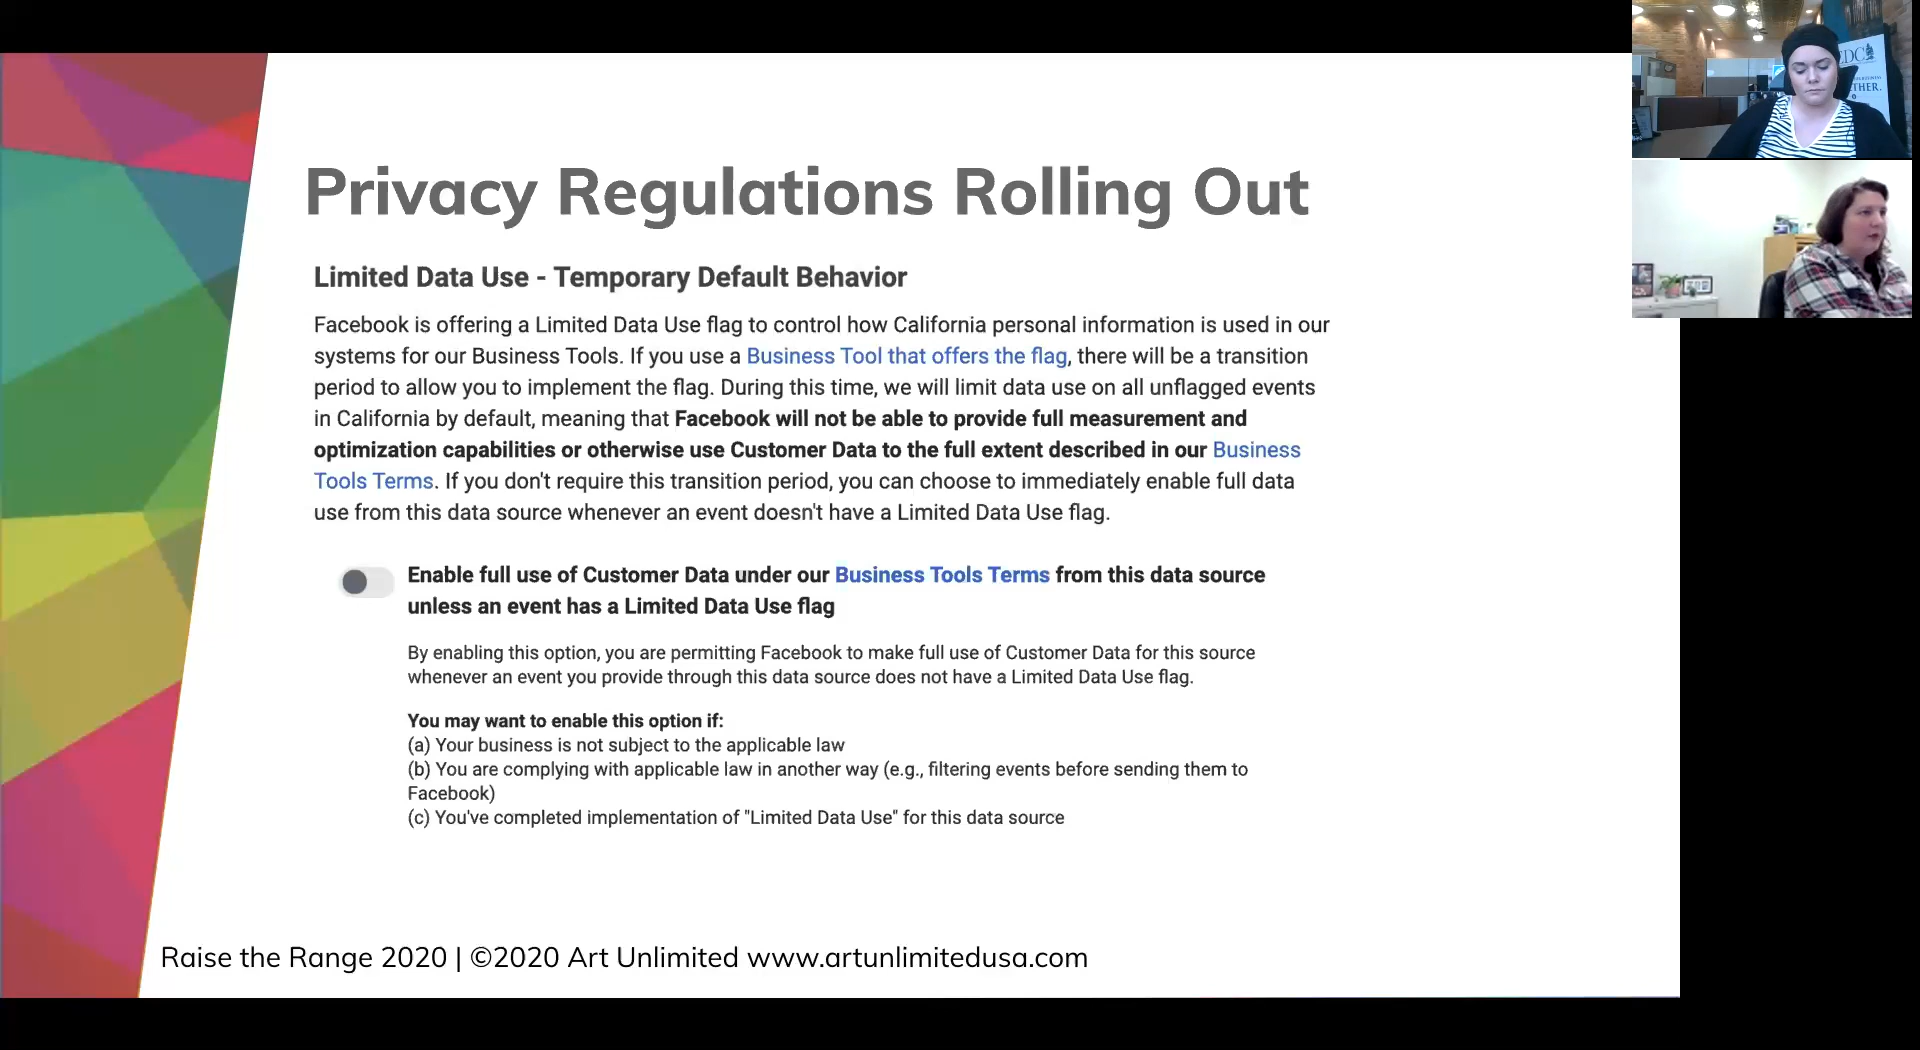 Privacy Regulations Rolling Out
Limited Data Use - Temporary Default Behavior
Facebook is offering a Limited Data Use flag to control how California personal information is used in our
systems for our Business Tools. If you use a Business Tool that offers the flag, there will be a transition
period to allow you to implement the flag. During this time, we will limit data use on all unflagged events
in California by default, meaning that Facebook will not be able to provide full measurement and
optimization capabilities or otherwise use Customer Data to the full extent described in our Business
Tools Terms. If you don't require this transition period, you can choose to immediately enable full data
use from this data source whenever an event doesn't have a Limited Data Use flag.
Enable full use of Customer Data under our Business Tools Terms from this data source
unless an event has a Limited Data Use flag
By enabling this option, you are permitting Facebook to make full use of Customer Data for this source
whenever an event you provide through this data source does not have a Limited Data Use flag.
You may want to enable this option if:
(a) Your business is not subject to the applicable law
(b) You are complying with applicable law in another way (e.g., filtering events before sending them to
Facebook)
(c) You've completed implementation of "Limited Data Use" for this data source
Raise the Range 2020 | ©2020 Art Unlimited www.artunlimitedusa.com